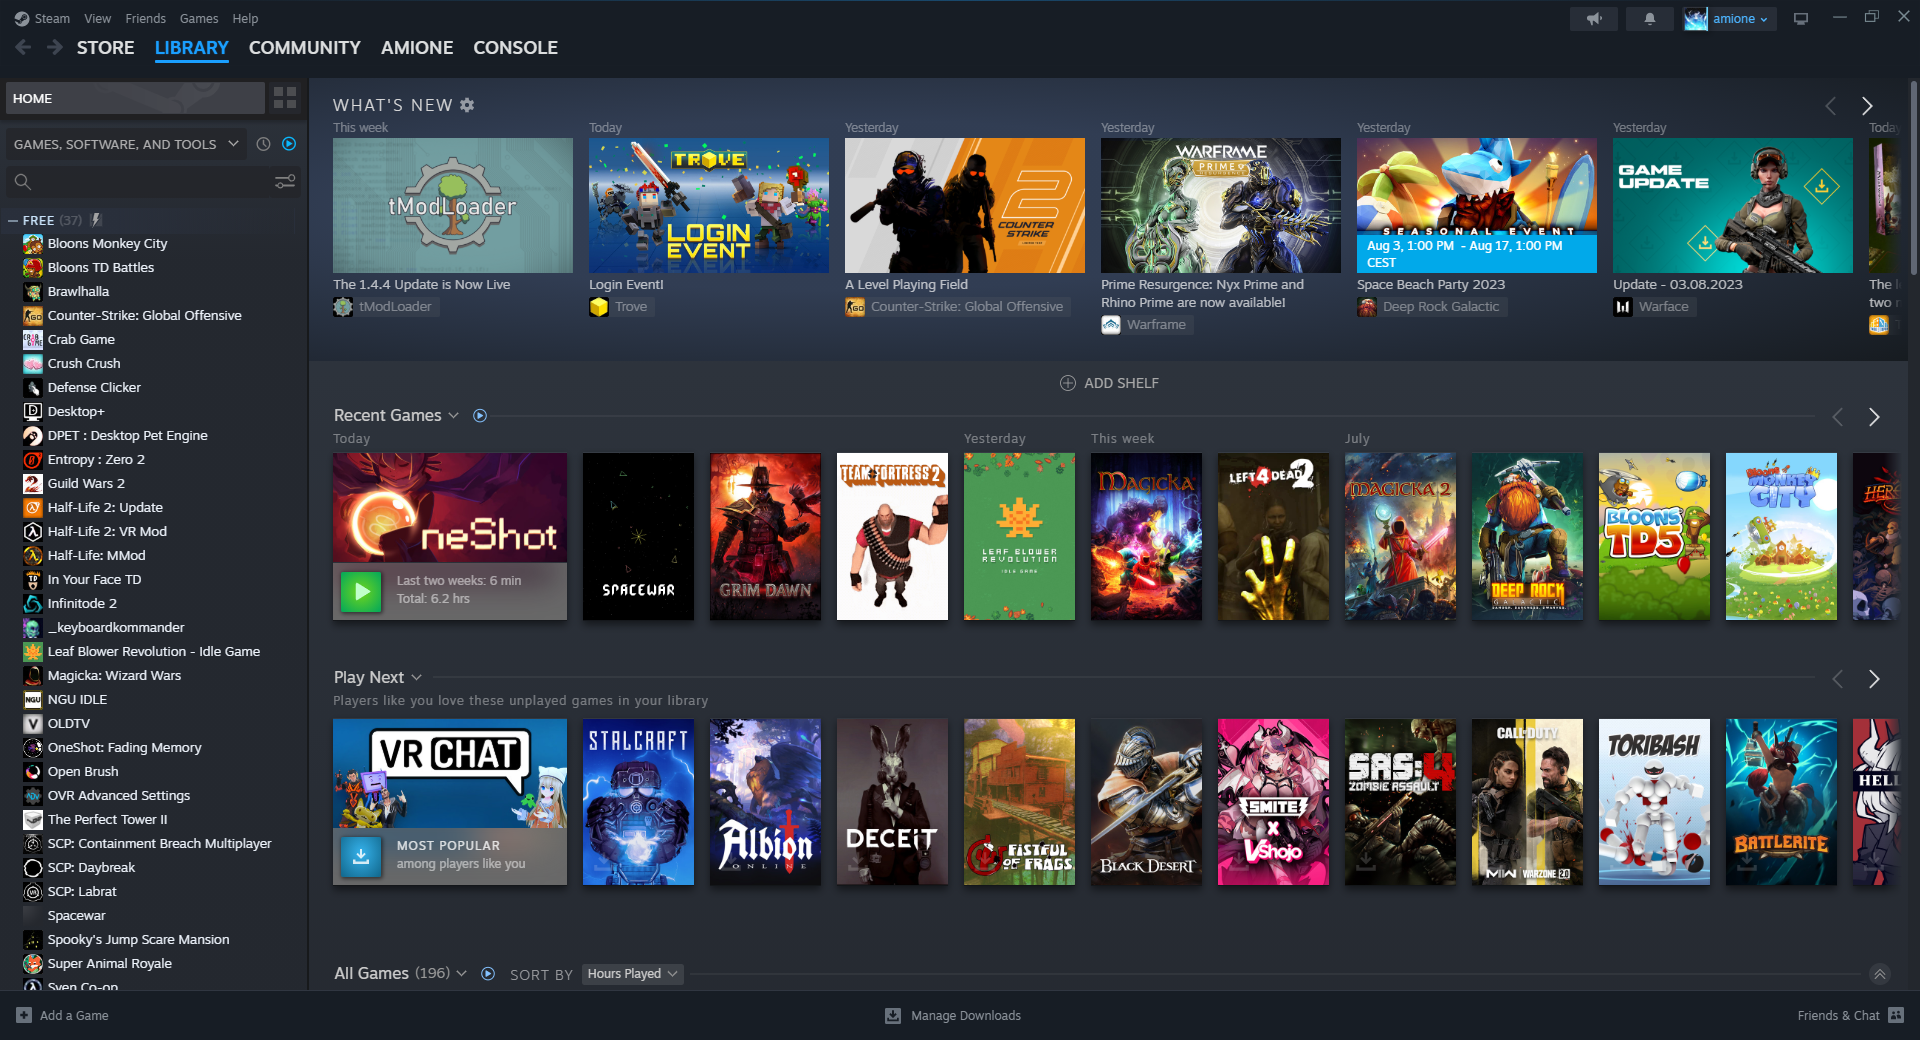 Steam View Friends Games Help
amione
STORE LIBRARY COMMUNITY AMIONE CONSOLE
HOME
GAMES, SOFTWARE, AND TOOLS
FREE (37)
Bloons Monkey City
Bloons TD Battles
Brawlhalla
Counter-Strike: Global Offensive
Crab Game
Crush Crush
Defense Clicker
Desktop+
DPET : Desktop Pet Engine
Entropy : Zero 2
Guild Wars 2
Half-Life 2: Update
Half-Life 2: VR Mod
Half-Life: MMod
In Your Face TD
Infinitode 2
_keyboardkommander
Leaf Blower Revolution - Idle Game
Magicka: Wizard Wars
NGU IDLE
OLDTV
OneShot: Fading Memory
Open Brush
OVR Advanced Settings
The Perfect Tower II
SCP: Containment Breach Multiplayer
SCP: Daybreak
SCP: Labrat
Spacewar
Spooky's Jump Scare Mansion
Super Animal Royale
Sven Co-op
WHAT'S NEW
This week
tModLoader
The 1.4.4 Update is Now Live
tModLoader
Today
TROVE
LOGIN
EVENT
Login Event!
Trove
Yesterday
2
COUNTER
STRIKE
A Level Playing Field
Counter-Strike: Global Offensive
Yesterday
WARFRAME
PRIME
RESURGENCE
Prime Resurgence: Nyx Prime and
Rhino Prime are now available!
Warframe
Yesterday
SEASONAL EVENT
Aug 3, 1:00 PM - Aug 17, 1:00 PM
CEST
Space Beach Party 2023
Deep Rock Galactic
Yesterday
GAME
UPDATE
Update - 03.08.2023
Warface
Today
The
two
ADD SHELF
Recent Games
Today
OneShot
Last two weeks: 6 min
Total: 6.2 hrs
SPACEWAR
GRIM DAWN
TEAM FORTRESS 2
Yesterday
LEAF BLOWER
REVOLUTION
IDLE GAME
This week
MAGICKA
LEFT 4 DEAD 2
July
MAGICKA 2
DEEP ROCK
GALACTIC
BLOONS
TD5
Bloons
MONKEY
CITY
HERO
Play Next
Players like you love these unplayed games in your library
VRCHAT
MOST POPULAR
among players like you
STALCRAFT
Albion
ONLINE
DECEIT
FISTFUL
OF FRAGS
BLACK DESERT
SMITE
X
VShojo
SAS:4
ZOMBIE ASSAULT
CALL OF DUTY
MW WARZONE 2.0
TORIBASH
BATTLERITE
HELL
All Games (196)
SORT BY Hours Played
Add a Game
Manage Downloads
Friends & Chat